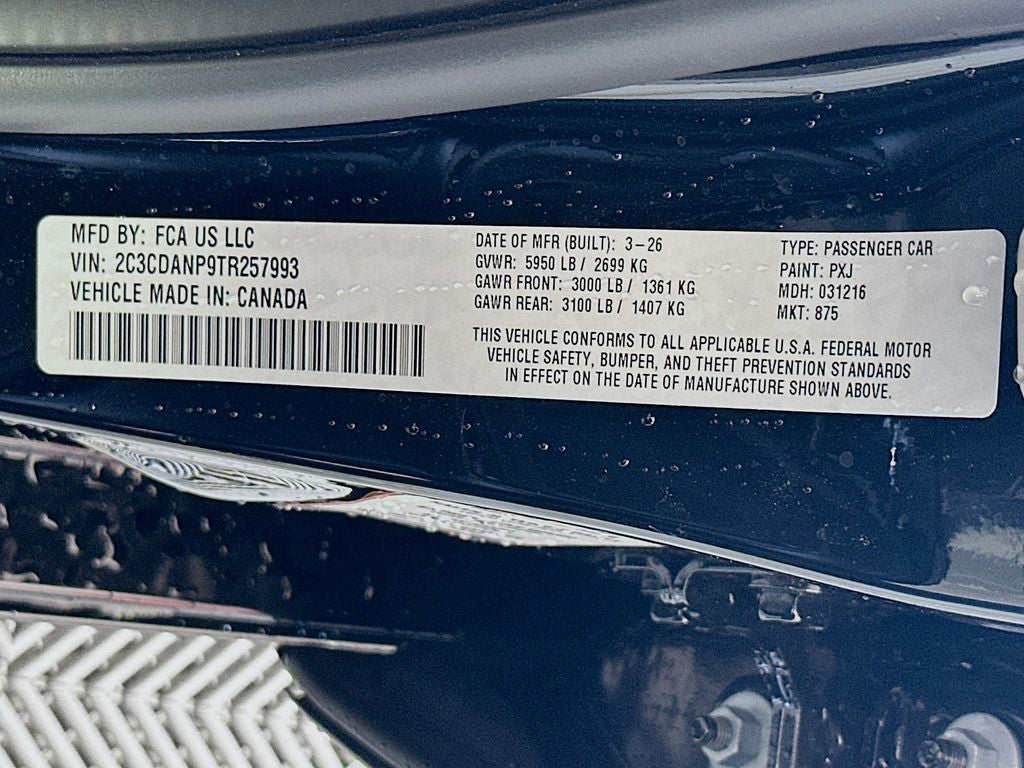 MFD BY: FCA US LLC
VIN: 2C3CDANP9TR257993
VEHICLE MADE IN: CANADA
DATE OF MFR (BUILT): 3-26
GVWR: 5950 LB / 2699 KG
GAWR FRONT: 3000 LB / 1361 KG
GAWR REAR: 3100 LB / 1407 KG
TYPE: PASSENGER CAR
PAINT: PXJ
MDH: 031216
MKT: 875
THIS VEHICLE CONFORMS TO ALL APPLICABLE U.S.A. FEDERAL MOTOR
VEHICLE SAFETY, BUMPER, AND THEFT PREVENTION STANDARDS
IN EFFECT ON THE DATE OF MANUFACTURE SHOWN ABOVE.